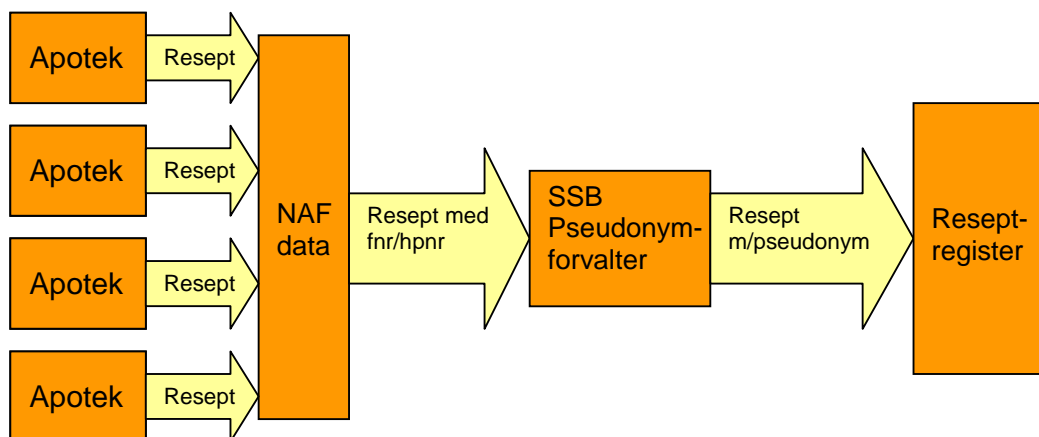 Apotek
Resept
Apotek
Resept
Apotek
Resept
Apotek
Resept
NAF
data
Resept med
fnr/hpnr
SSB
Pseudonym-
forvalter
Resept
m/pseudonym
Resept-
register